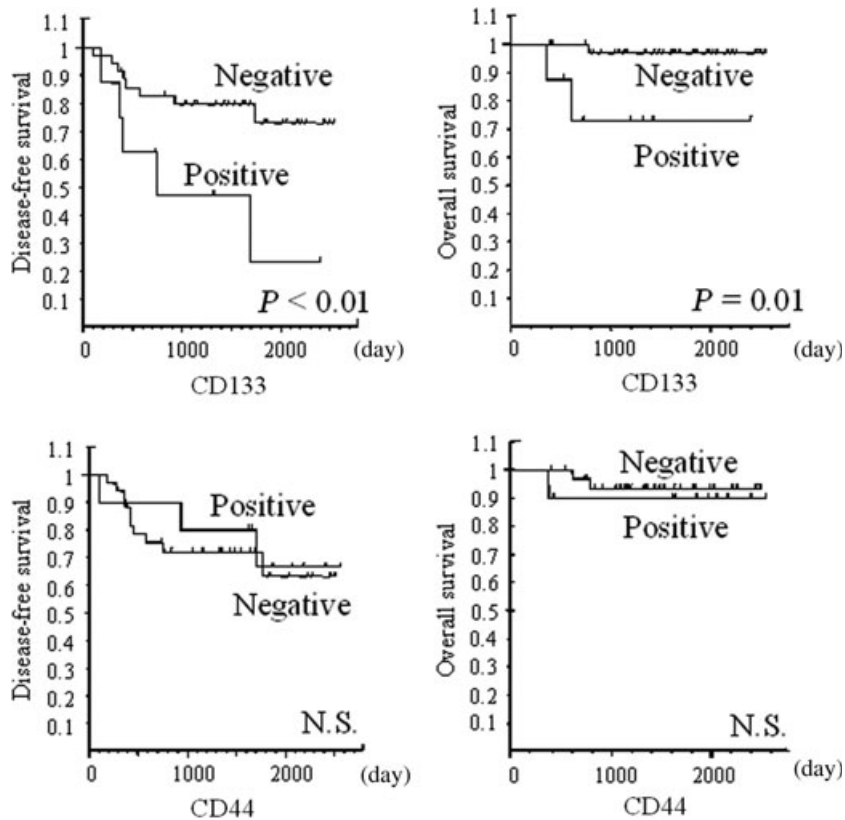 Disease-free survival
1.1
1
0.9
0.8
0.7
0.6
0.5
0.4
0.3
0.2
0.1
Negative
Positive
P < 0.01
0 1000 2000 (day)
CD133
Overall survival
1.1
1
0.9
0.8
0.7
0.6
0.5
0.4
0.3
0.2
0.1
Negative
Positive
P = 0.01
0 1000 2000 (day)
CD133
Disease-free survival
1.1
1
0.9
0.8
0.7
0.6
0.5
0.4
0.3
0.2
0.1
Positive
Negative
N.S.
0 1000 2000 (day)
CD44
Overall survival
1.1
1
0.9
0.8
0.7
0.6
0.5
0.4
0.3
0.2
0.1
Negative
Positive
N.S.
0 1000 2000 (day)
CD44